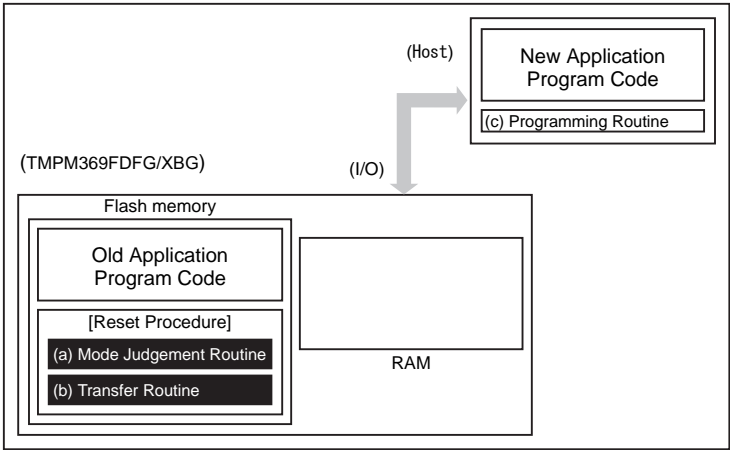 (Host)
New Application
Program Code
(c) Programming Routine
(TMPM369FDFG/XBG)
(I/O)
Flash memory
Old Application
Program Code
[Reset Procedure]
(a) Mode Judgement Routine
(b) Transfer Routine
RAM